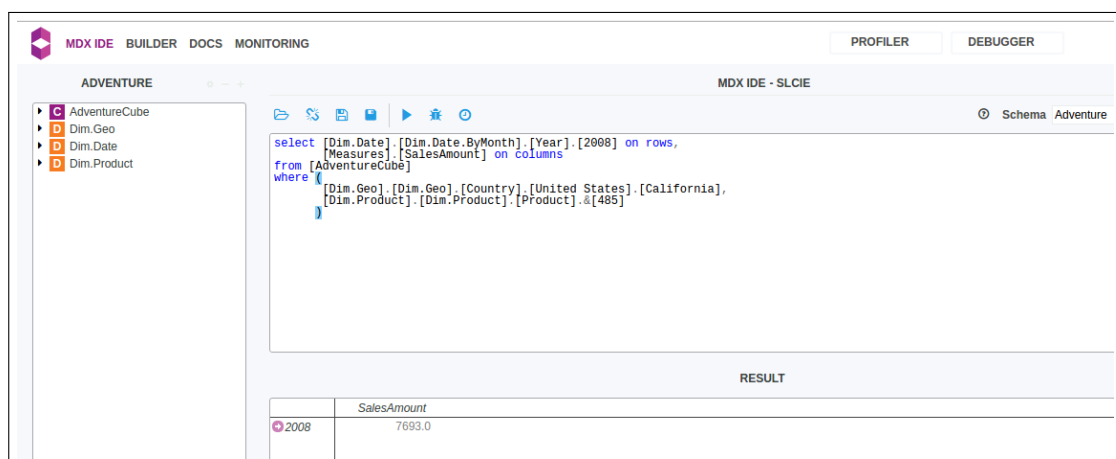 MDX IDE BUILDER DOCS MONITORING PROFILER DEBUGGER
ADVENTURE
MDX IDE - SLCIE
C AdventureCube
D Dim.Geo
D Dim.Date
D Dim.Product
Schema Adventure
select [Dim.Date].[Dim.Date.ByMonth].[Year].[2008] on rows,
[Measures].[SalesAmount] on columns
from [AdventureCube]
where (
[Dim.Geo].[Dim.Geo].[Country].[United States].[California],
[Dim.Product].[Dim.Product].[Product].&[485]
)
RESULT
SalesAmount
2008 7693.0